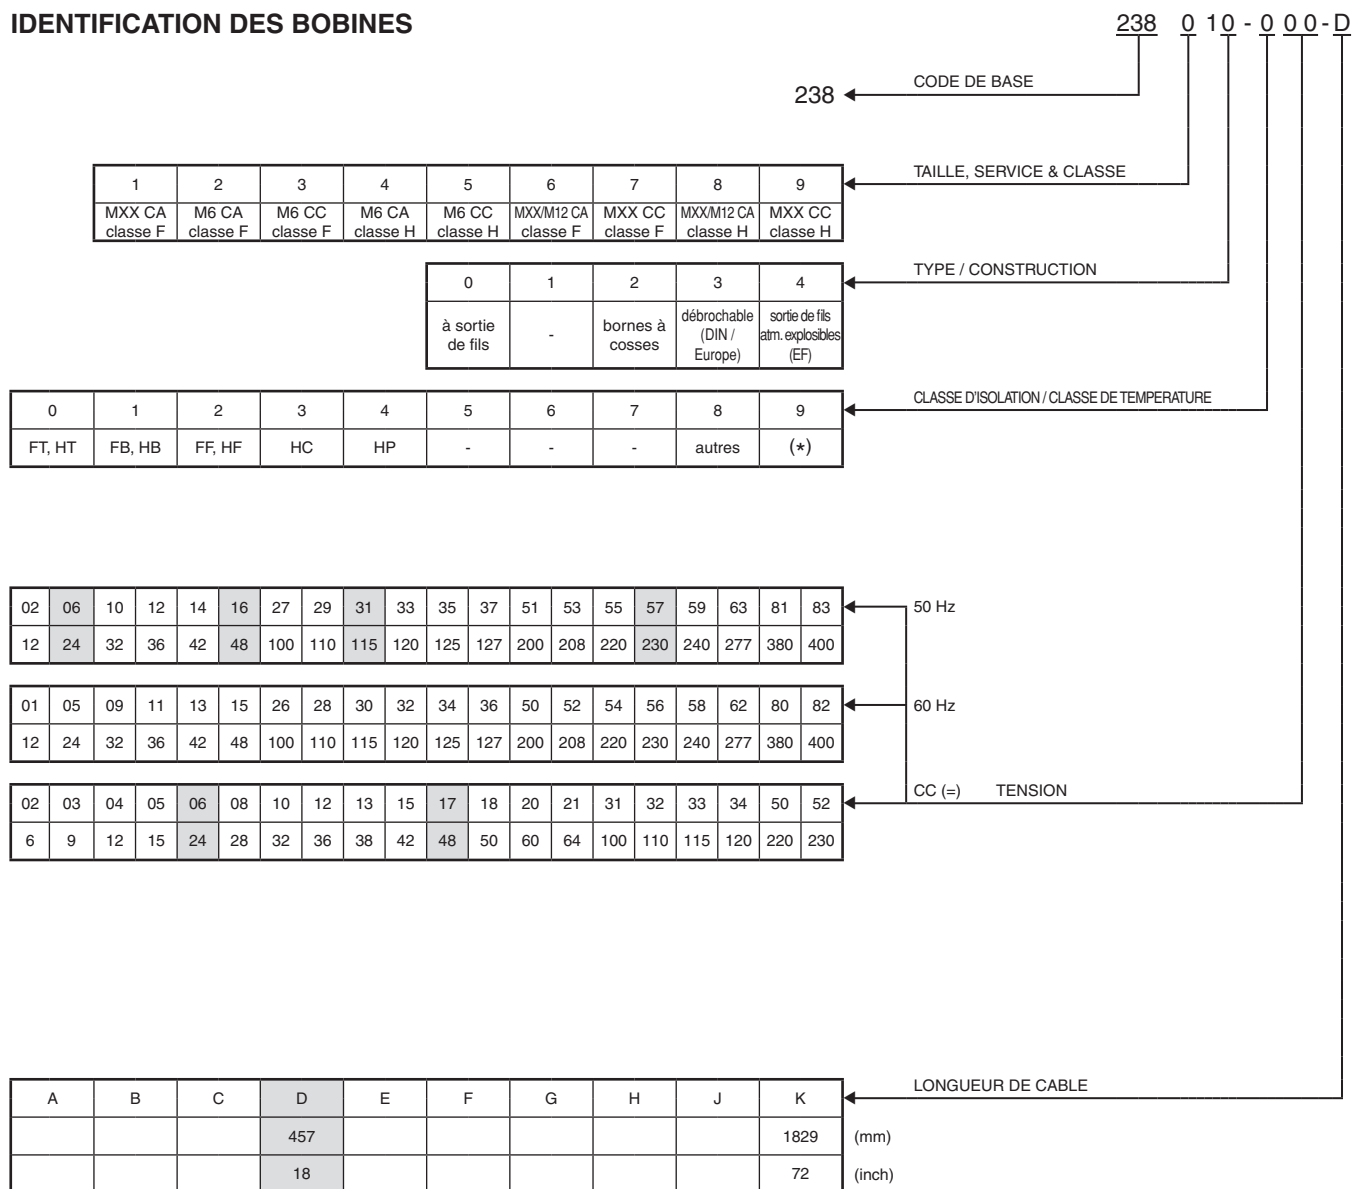 IDENTIFICATION DES BOBINES
238 0 1 0 - 0 0 0 - D
238 CODE DE BASE
TAILLE, SERVICE & CLASSE
1 2 3 4 5 6 7 8 9
MXX CA M6 CA M6 CC M6 CA M6 CC MXX/M12 CA MXX CC MXX/M12 CA MXX CC
classe F classe F classe F classe H classe H classe F classe F classe H classe H
TYPE / CONSTRUCTION
0 1 2 3 4
à sortie de fils - bornes à cosses débrochable (DIN / Europe) sortie de fils atm. explosibles (EF)
CLASSE D'ISOLATION / CLASSE DE TEMPERATURE
0 1 2 3 4 5 6 7 8 9
FT, HT FB, HB FF, HF HC HP - - - autres (*)
02 06 10 12 14 16 27 29 31 33 35 37 51 53 55 57 59 63 81 83 50 Hz
12 24 32 36 42 48 100 110 115 120 125 127 200 208 220 230 240 277 380 400
01 05 09 11 13 15 26 28 30 32 34 36 50 52 54 56 58 62 80 82 60 Hz
12 24 32 36 42 48 100 110 115 120 125 127 200 208 220 230 240 277 380 400
CC (=) TENSION
02 03 04 05 06 08 10 12 13 15 17 18 20 21 31 32 33 34 50 52
6 9 12 15 24 28 32 36 38 42 48 50 60 64 100 110 115 120 220 230
LONGUEUR DE CABLE
A B C D E F G H J K
457 1829 (mm)
18 72 (inch)